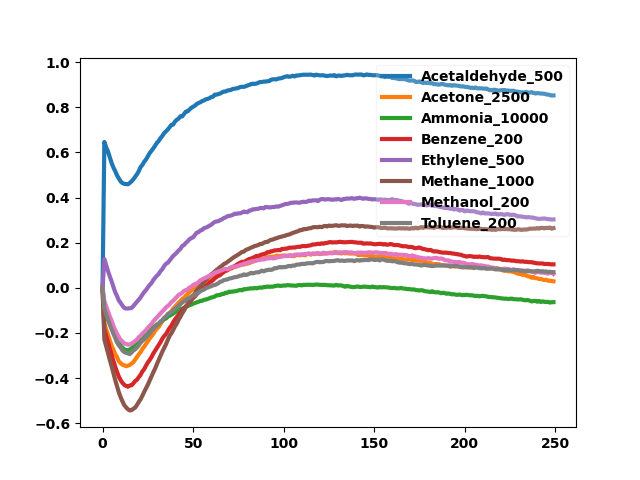 1.0
0.8
0.6
0.4
0.2
0.0
−0.2
−0.4
−0.6
0 50 100 150 200 250
Acetaldehyde_500
Acetone_2500
Ammonia_10000
Benzene_200
Ethylene_500
Methane_1000
Methanol_200
Toluene_200